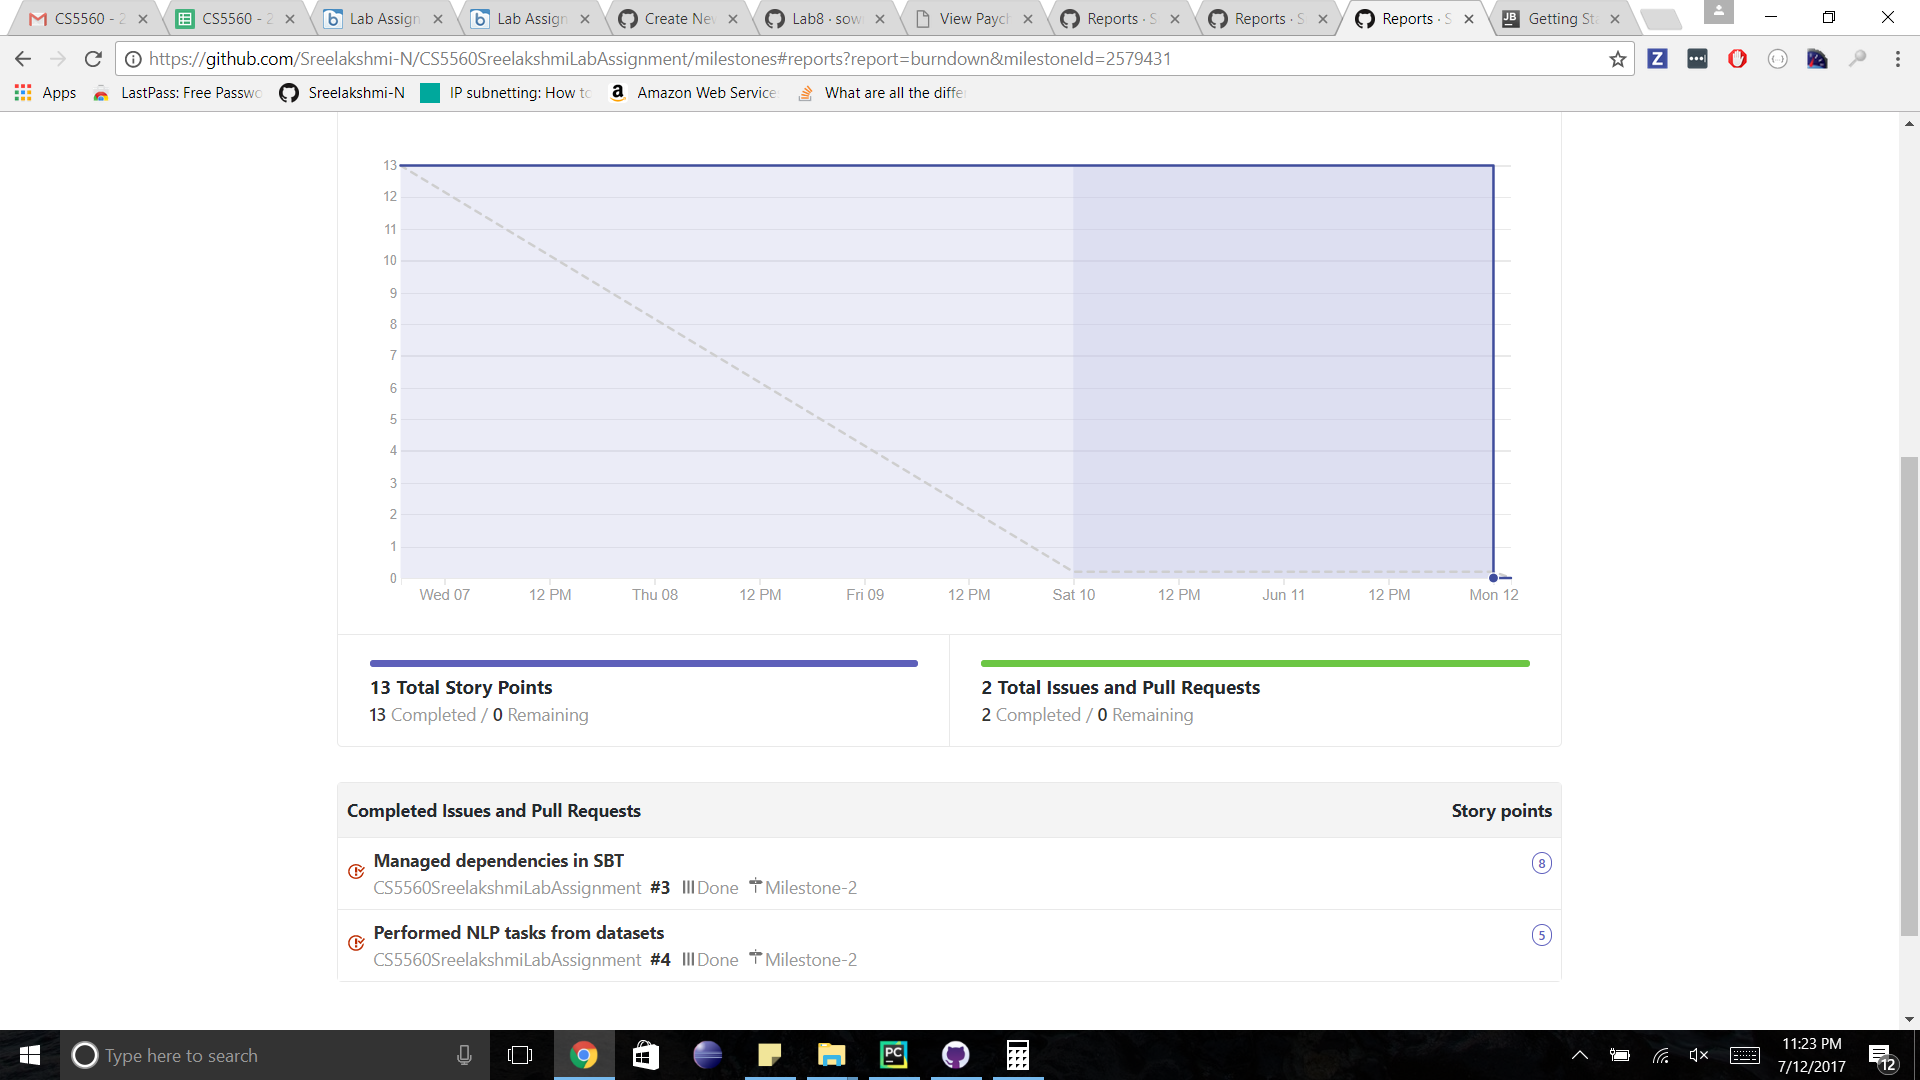 CS5560 - 2
CS5560 - 2
Lab Assign
Lab Assign
Create Nev
Lab8 · sow
View Paych
Reports · S
Reports · S
Reports · S
Getting Sta
https://github.com/Sreelakshmi-N/CS5560SreelakshmiLabAssignment/milestones#reports?report=burndown&milestoneId=2579431
Apps
LastPass: Free Passwo
Sreelakshmi-N
IP subnetting: How to
Amazon Web Service
What are all the differ
13
12
11
10
9
8
7
6
5
4
3
2
1
0
Wed 07 12 PM Thu 08 12 PM Fri 09 12 PM Sat 10 12 PM Jun 11 12 PM Mon 12
13 Total Story Points
13 Completed / 0 Remaining
2 Total Issues and Pull Requests
2 Completed / 0 Remaining
Completed Issues and Pull Requests Story points
Managed dependencies in SBT 8
CS5560SreelakshmiLabAssignment #3 Done Milestone-2
Performed NLP tasks from datasets 5
CS5560SreelakshmiLabAssignment #4 Done Milestone-2
Type here to search
11:23 PM
7/12/2017
12